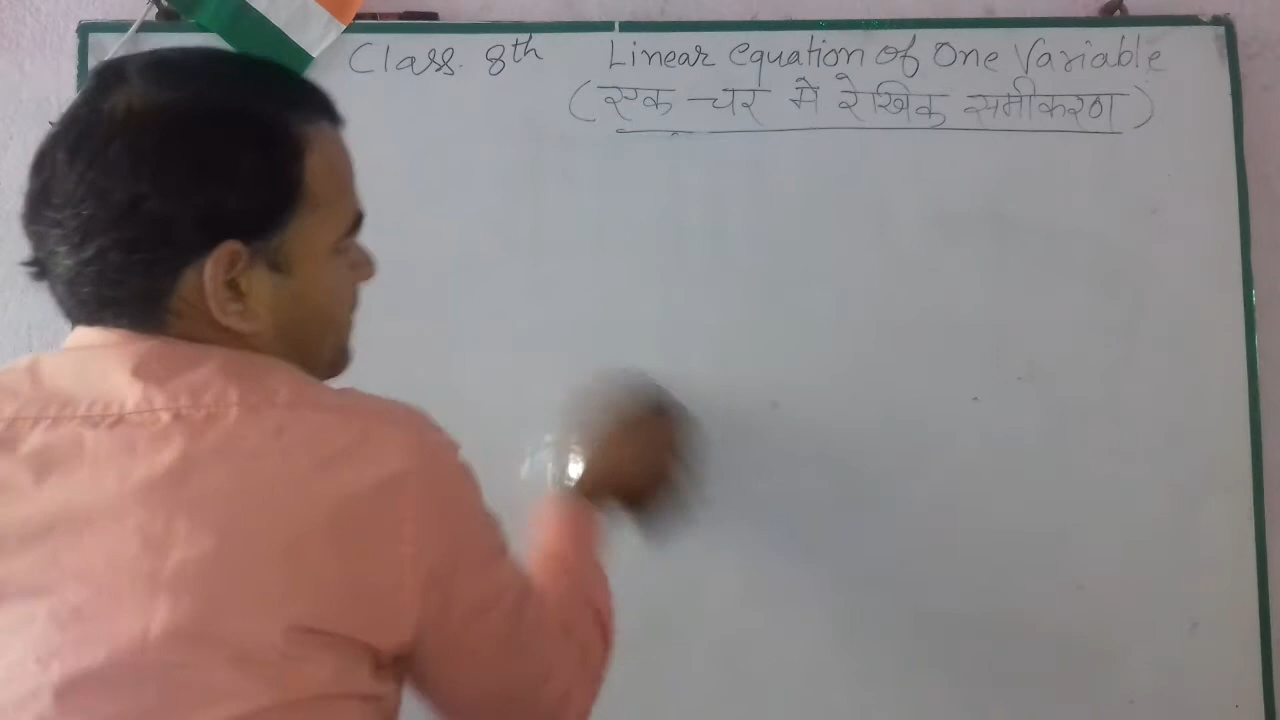 Class. 8th Linear equation of One Variable
(एक चर मे रेखिक समीकरण)